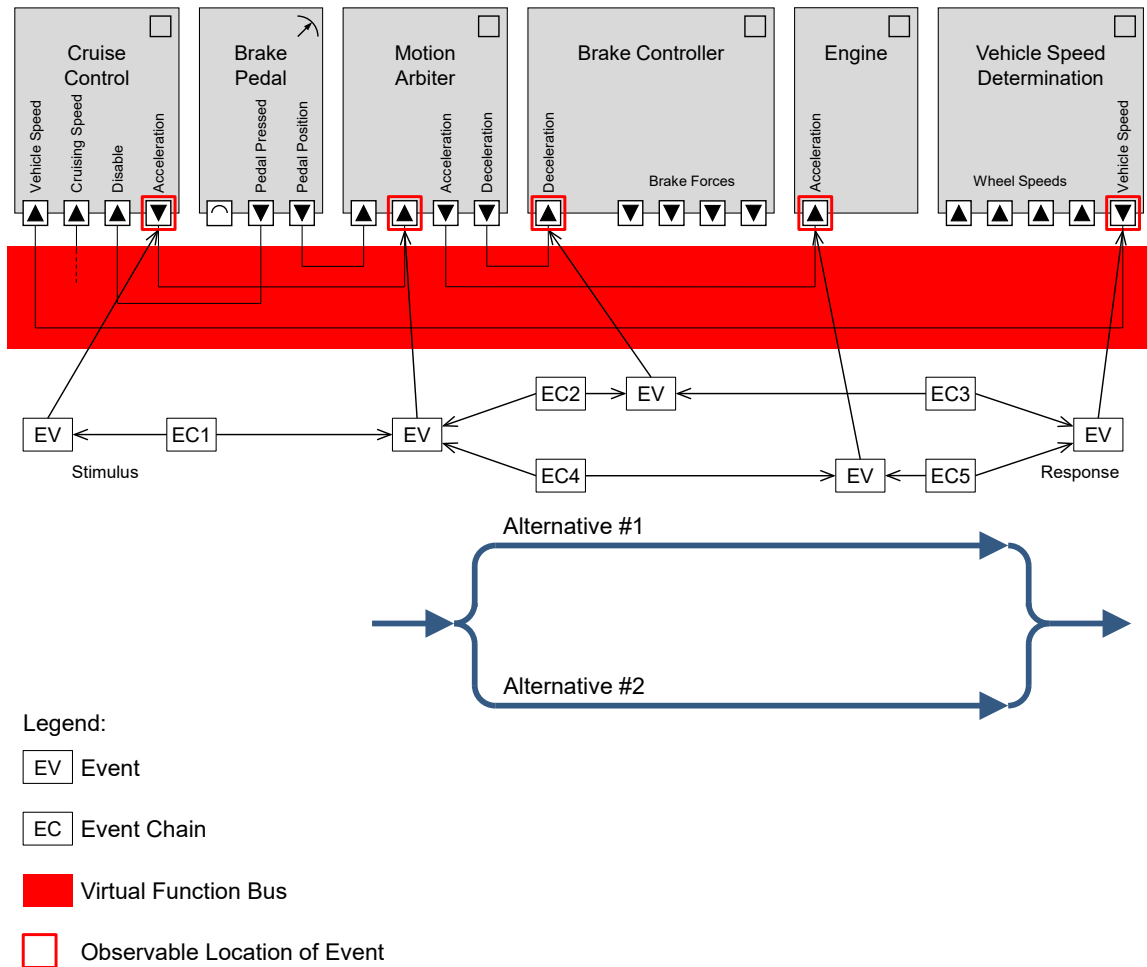 Cruise
Control
Brake
Pedal
Motion
Arbiter
Brake Controller
Engine
Vehicle Speed
Determination
Vehicle Speed
Cruising Speed
Disable
Acceleration
Pedal Pressed
Pedal Position
Acceleration
Deceleration
Deceleration
Brake Forces
Acceleration
Wheel Speeds
Vehicle Speed
EC2
EV
EC3
EV
EC1
EV
EV
Stimulus
EC4
EV
EC5
Response
Alternative #1
Alternative #2
Legend:
EV Event
EC Event Chain
Virtual Function Bus
Observable Location of Event